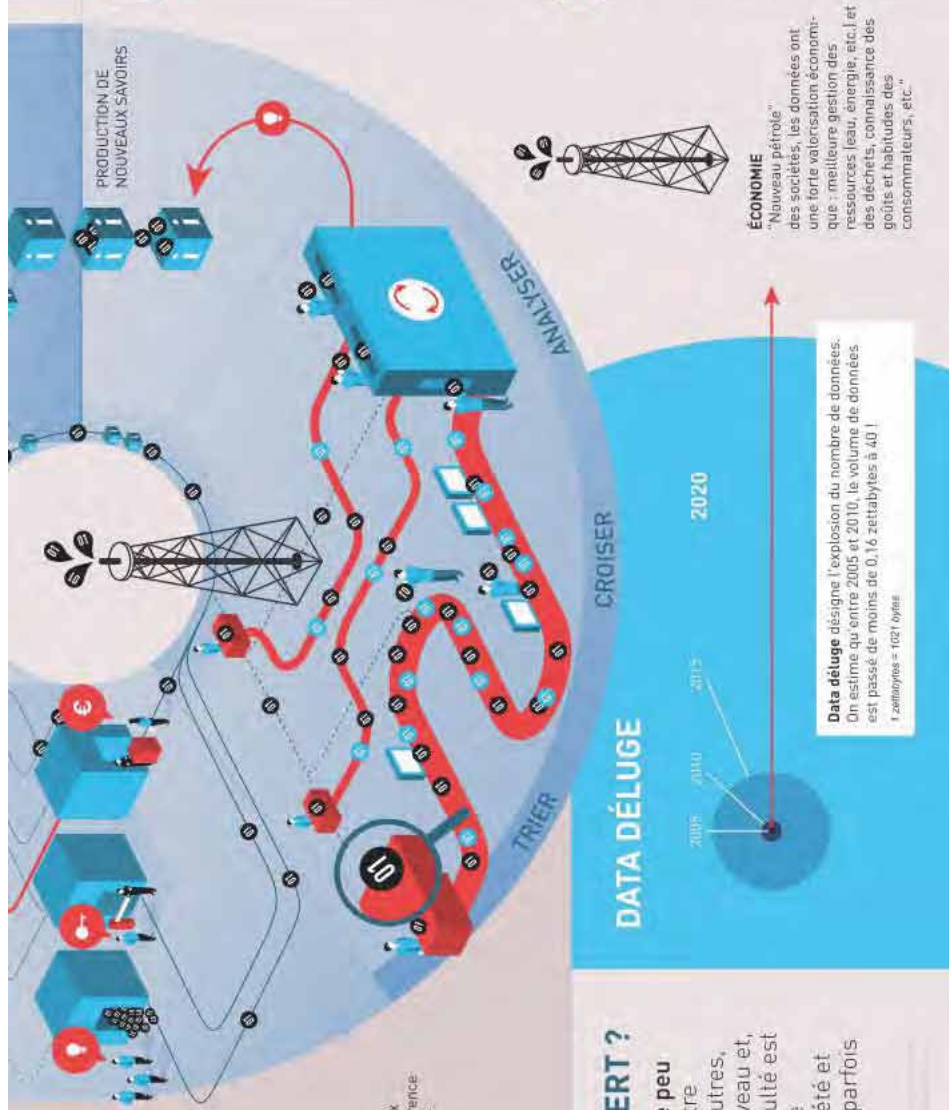 PRODUCTION DE
NOUVEAUX SAVOIRS
TRIER
CROISER
ANALYSER
€
01
DATA DÉLUGE
2005
2010
2015
2020
Data déluge désigne l'explosion du nombre de données.
On estime qu'entre 2005 et 2010, le volume de données
est passé de moins de 0,16 zettabytes à 40 !
1 zettabytes = 1021 bytes
ÉCONOMIE
"Nouveau pétrole"
des sociétés, les données ont
une forte valorisation économi-
que : meilleure gestion des
ressources (eau, énergie, etc.) et
des déchets, connaissance des
goûts et habitudes des
consommateurs, etc."
ERT ?
peu
tre
utres,
veau et,
ulté est
été et
parfois
rence